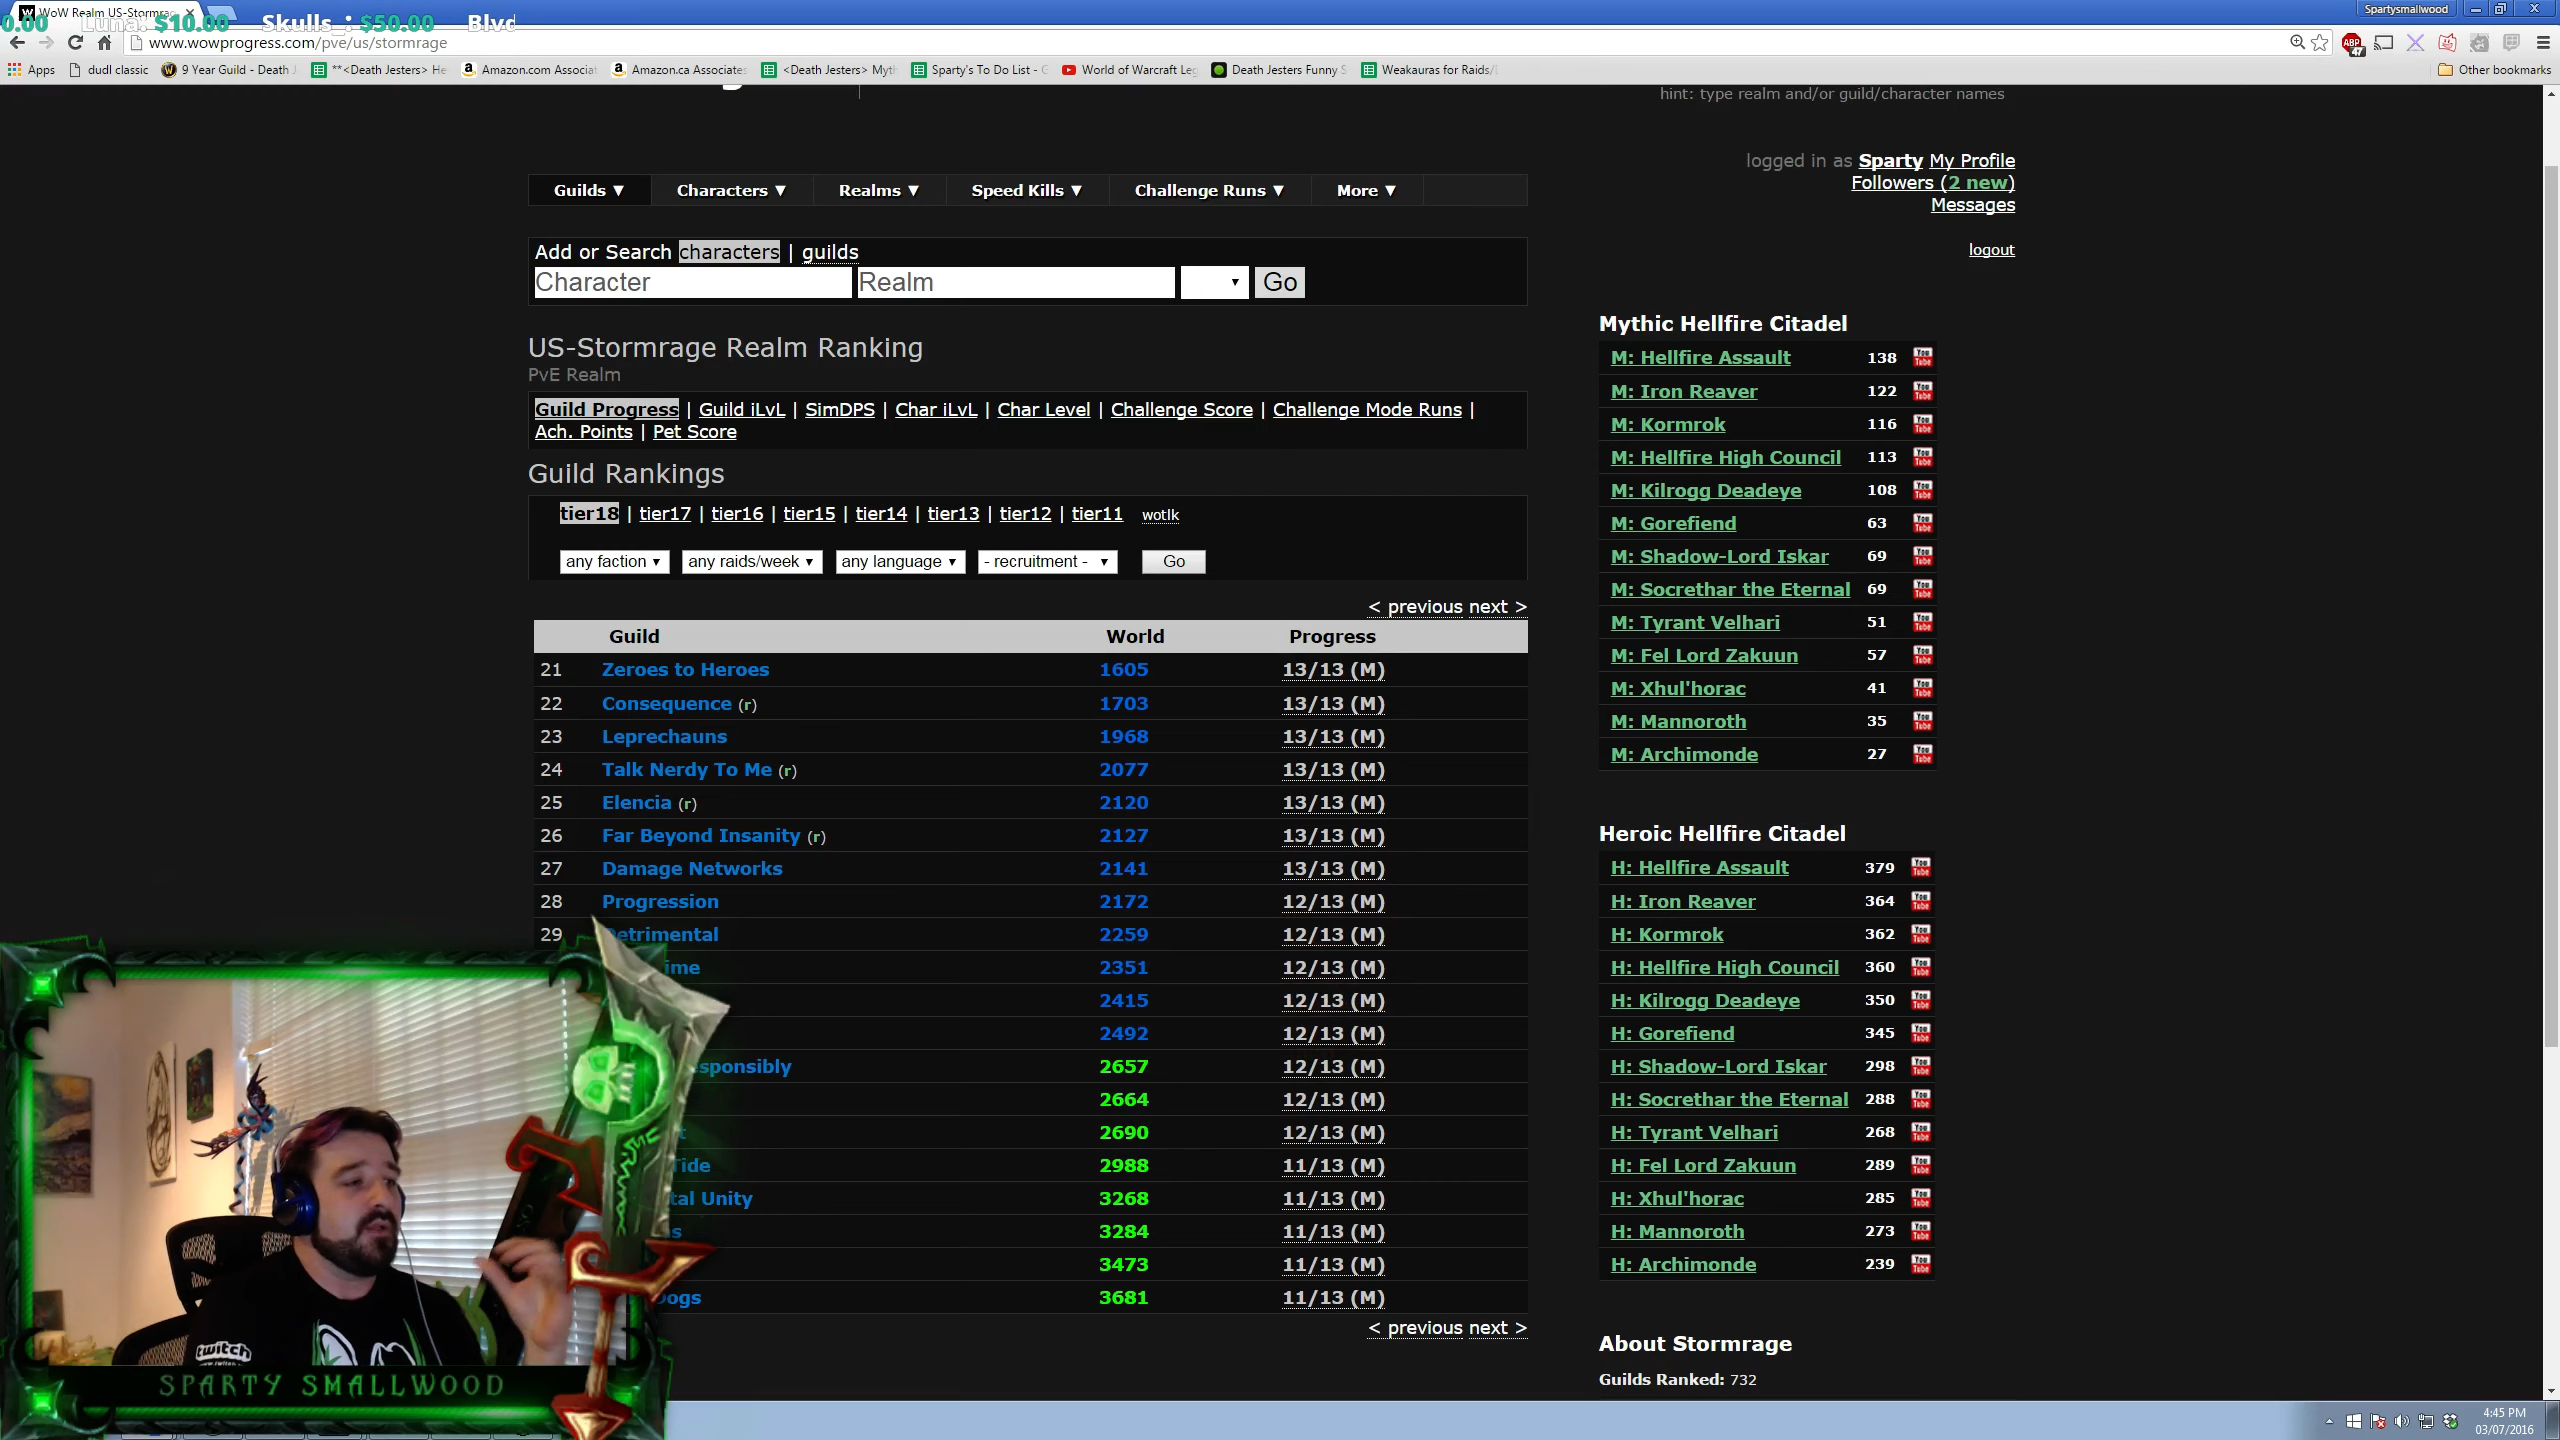 WoW Realm US-Stormra
0.00 Luna: $10.00 Skulls_: $50.00 Blvd
Spartysmallwood
www.wowprogress.com/pve/us/stormrage
Apps dudl classic 9 Year Guild - Death J **<Death Jesters> He Amazon.com Associat Amazon.ca Associates <Death Jesters> Myth Sparty's To Do List - G World of Warcraft Leg Death Jesters Funny S Weakauras for Raids/ Other bookmarks
hint: type realm and/or guild/character names
logged in as Sparty My Profile
Followers (2 new)
Messages
logout
Guilds ▼ Characters ▼ Realms ▼ Speed Kills ▼ Challenge Runs ▼ More ▼
Add or Search characters | guilds
Character Realm Go
US-Stormrage Realm Ranking
PvE Realm
Guild Progress | Guild iLvL | SimDPS | Char iLvL | Char Level | Challenge Score | Challenge Mode Runs |
Ach. Points | Pet Score
Guild Rankings
tier18 | tier17 | tier16 | tier15 | tier14 | tier13 | tier12 | tier11 wotlk
any faction ▼ any raids/week ▼ any language ▼ - recruitment - ▼ Go
< previous next >
Guild World Progress
21 Zeroes to Heroes 1605 13/13 (M)
22 Consequence (r) 1703 13/13 (M)
23 Leprechauns 1968 13/13 (M)
24 Talk Nerdy To Me (r) 2077 13/13 (M)
25 Elencia (r) 2120 13/13 (M)
26 Far Beyond Insanity (r) 2127 13/13 (M)
27 Damage Networks 2141 13/13 (M)
28 Progression 2172 12/13 (M)
29 etrimental 2259 12/13 (M)
ime 2351 12/13 (M)
2415 12/13 (M)
2492 12/13 (M)
sponsibly 2657 12/13 (M)
2664 12/13 (M)
t 2690 12/13 (M)
Tide 2988 11/13 (M)
tal Unity 3268 11/13 (M)
s 3284 11/13 (M)
3473 11/13 (M)
Dogs 3681 11/13 (M)
< previous next >
Mythic Hellfire Citadel
M: Hellfire Assault 138
M: Iron Reaver 122
M: Kormrok 116
M: Hellfire High Council 113
M: Kilrogg Deadeye 108
M: Gorefiend 63
M: Shadow-Lord Iskar 69
M: Socrethar the Eternal 69
M: Tyrant Velhari 51
M: Fel Lord Zakuun 57
M: Xhul'horac 41
M: Mannoroth 35
M: Archimonde 27
Heroic Hellfire Citadel
H: Hellfire Assault 379
H: Iron Reaver 364
H: Kormrok 362
H: Hellfire High Council 360
H: Kilrogg Deadeye 350
H: Gorefiend 345
H: Shadow-Lord Iskar 298
H: Socrethar the Eternal 288
H: Tyrant Velhari 268
H: Fel Lord Zakuun 289
H: Xhul'horac 285
H: Mannoroth 273
H: Archimonde 239
About Stormrage
Guilds Ranked: 732
twitch
SPARTY SMALLWOOD
4:45 PM
03/07/2016